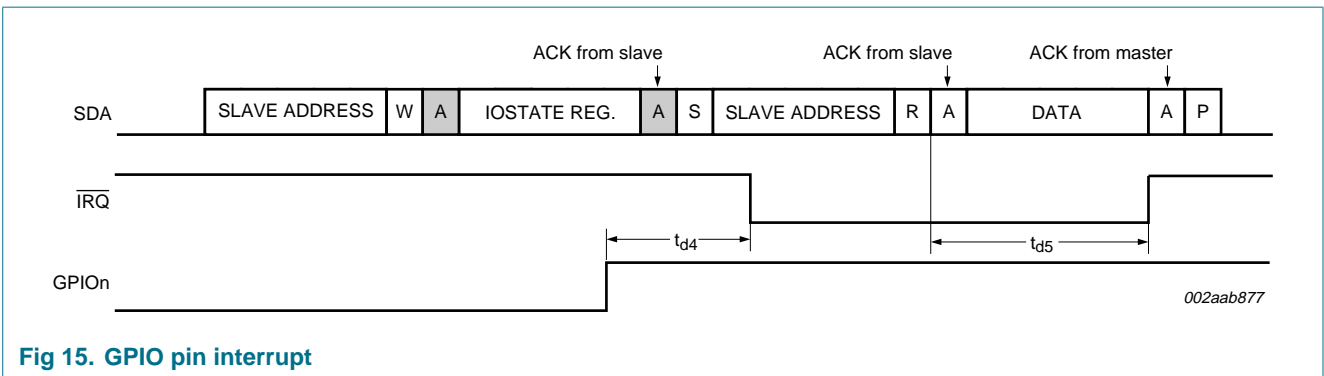 ACK from slave ACK from slave ACK from master
SDA SLAVE ADDRESS W A IOSTATE REG. A S SLAVE ADDRESS R A DATA A P
IRQ
td4 td5
GPIOn
002aab877
Fig 15. GPIO pin interrupt